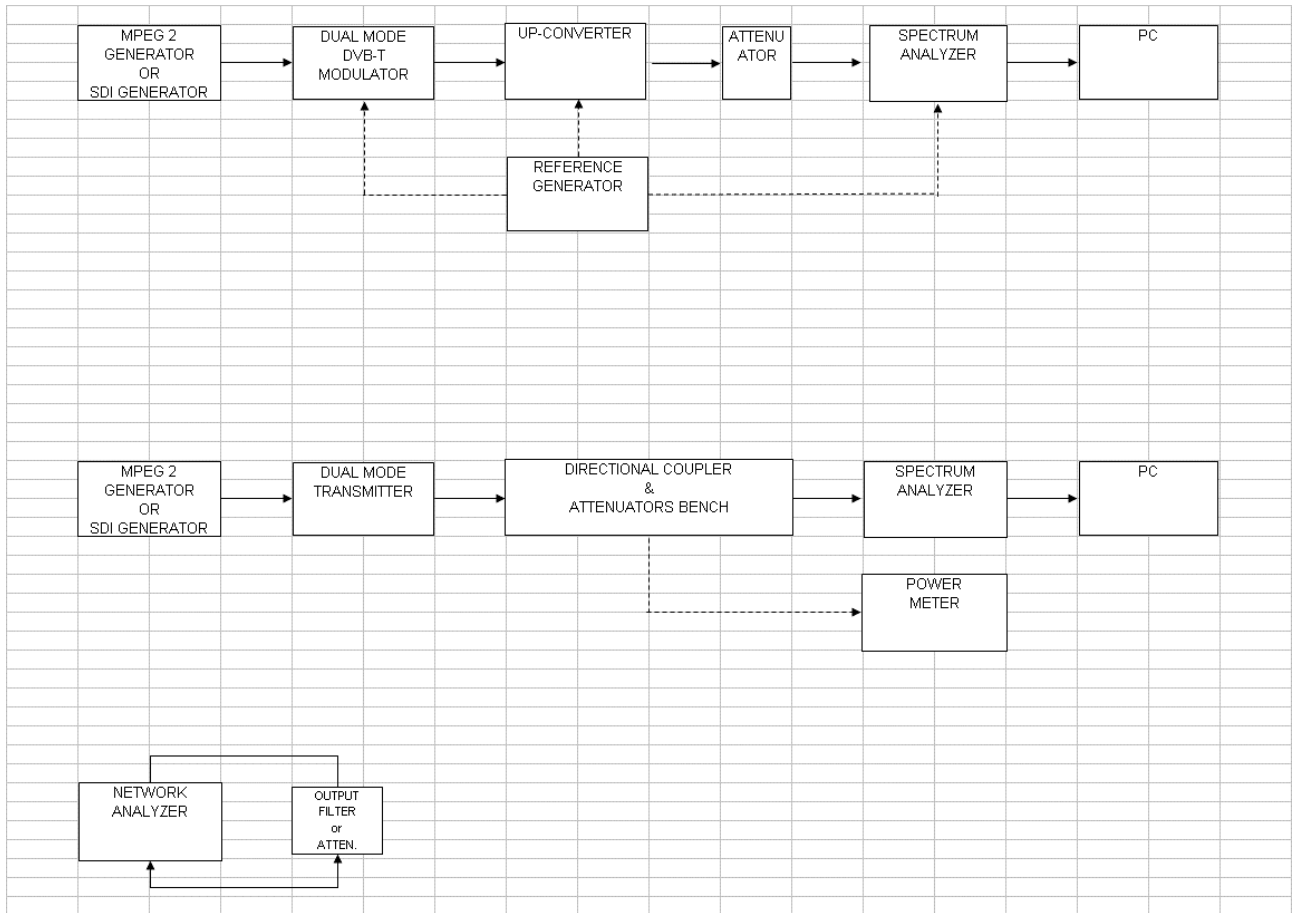 MPEG 2
GENERATOR
OR
SDI GENERATOR
DUAL MODE
DVB-T
MODULATOR
UP-CONVERTER
ATTENU
ATOR
SPECTRUM
ANALYZER
PC
REFERENCE
GENERATOR
MPEG 2
GENERATOR
OR
SDI GENERATOR
DUAL MODE
TRANSMITTER
DIRECTIONAL COUPLER
&
ATTENUATORS BENCH
SPECTRUM
ANALYZER
PC
POWER
METER
NETWORK
ANALYZER
OUTPUT
FILTER
or
ATTEN.